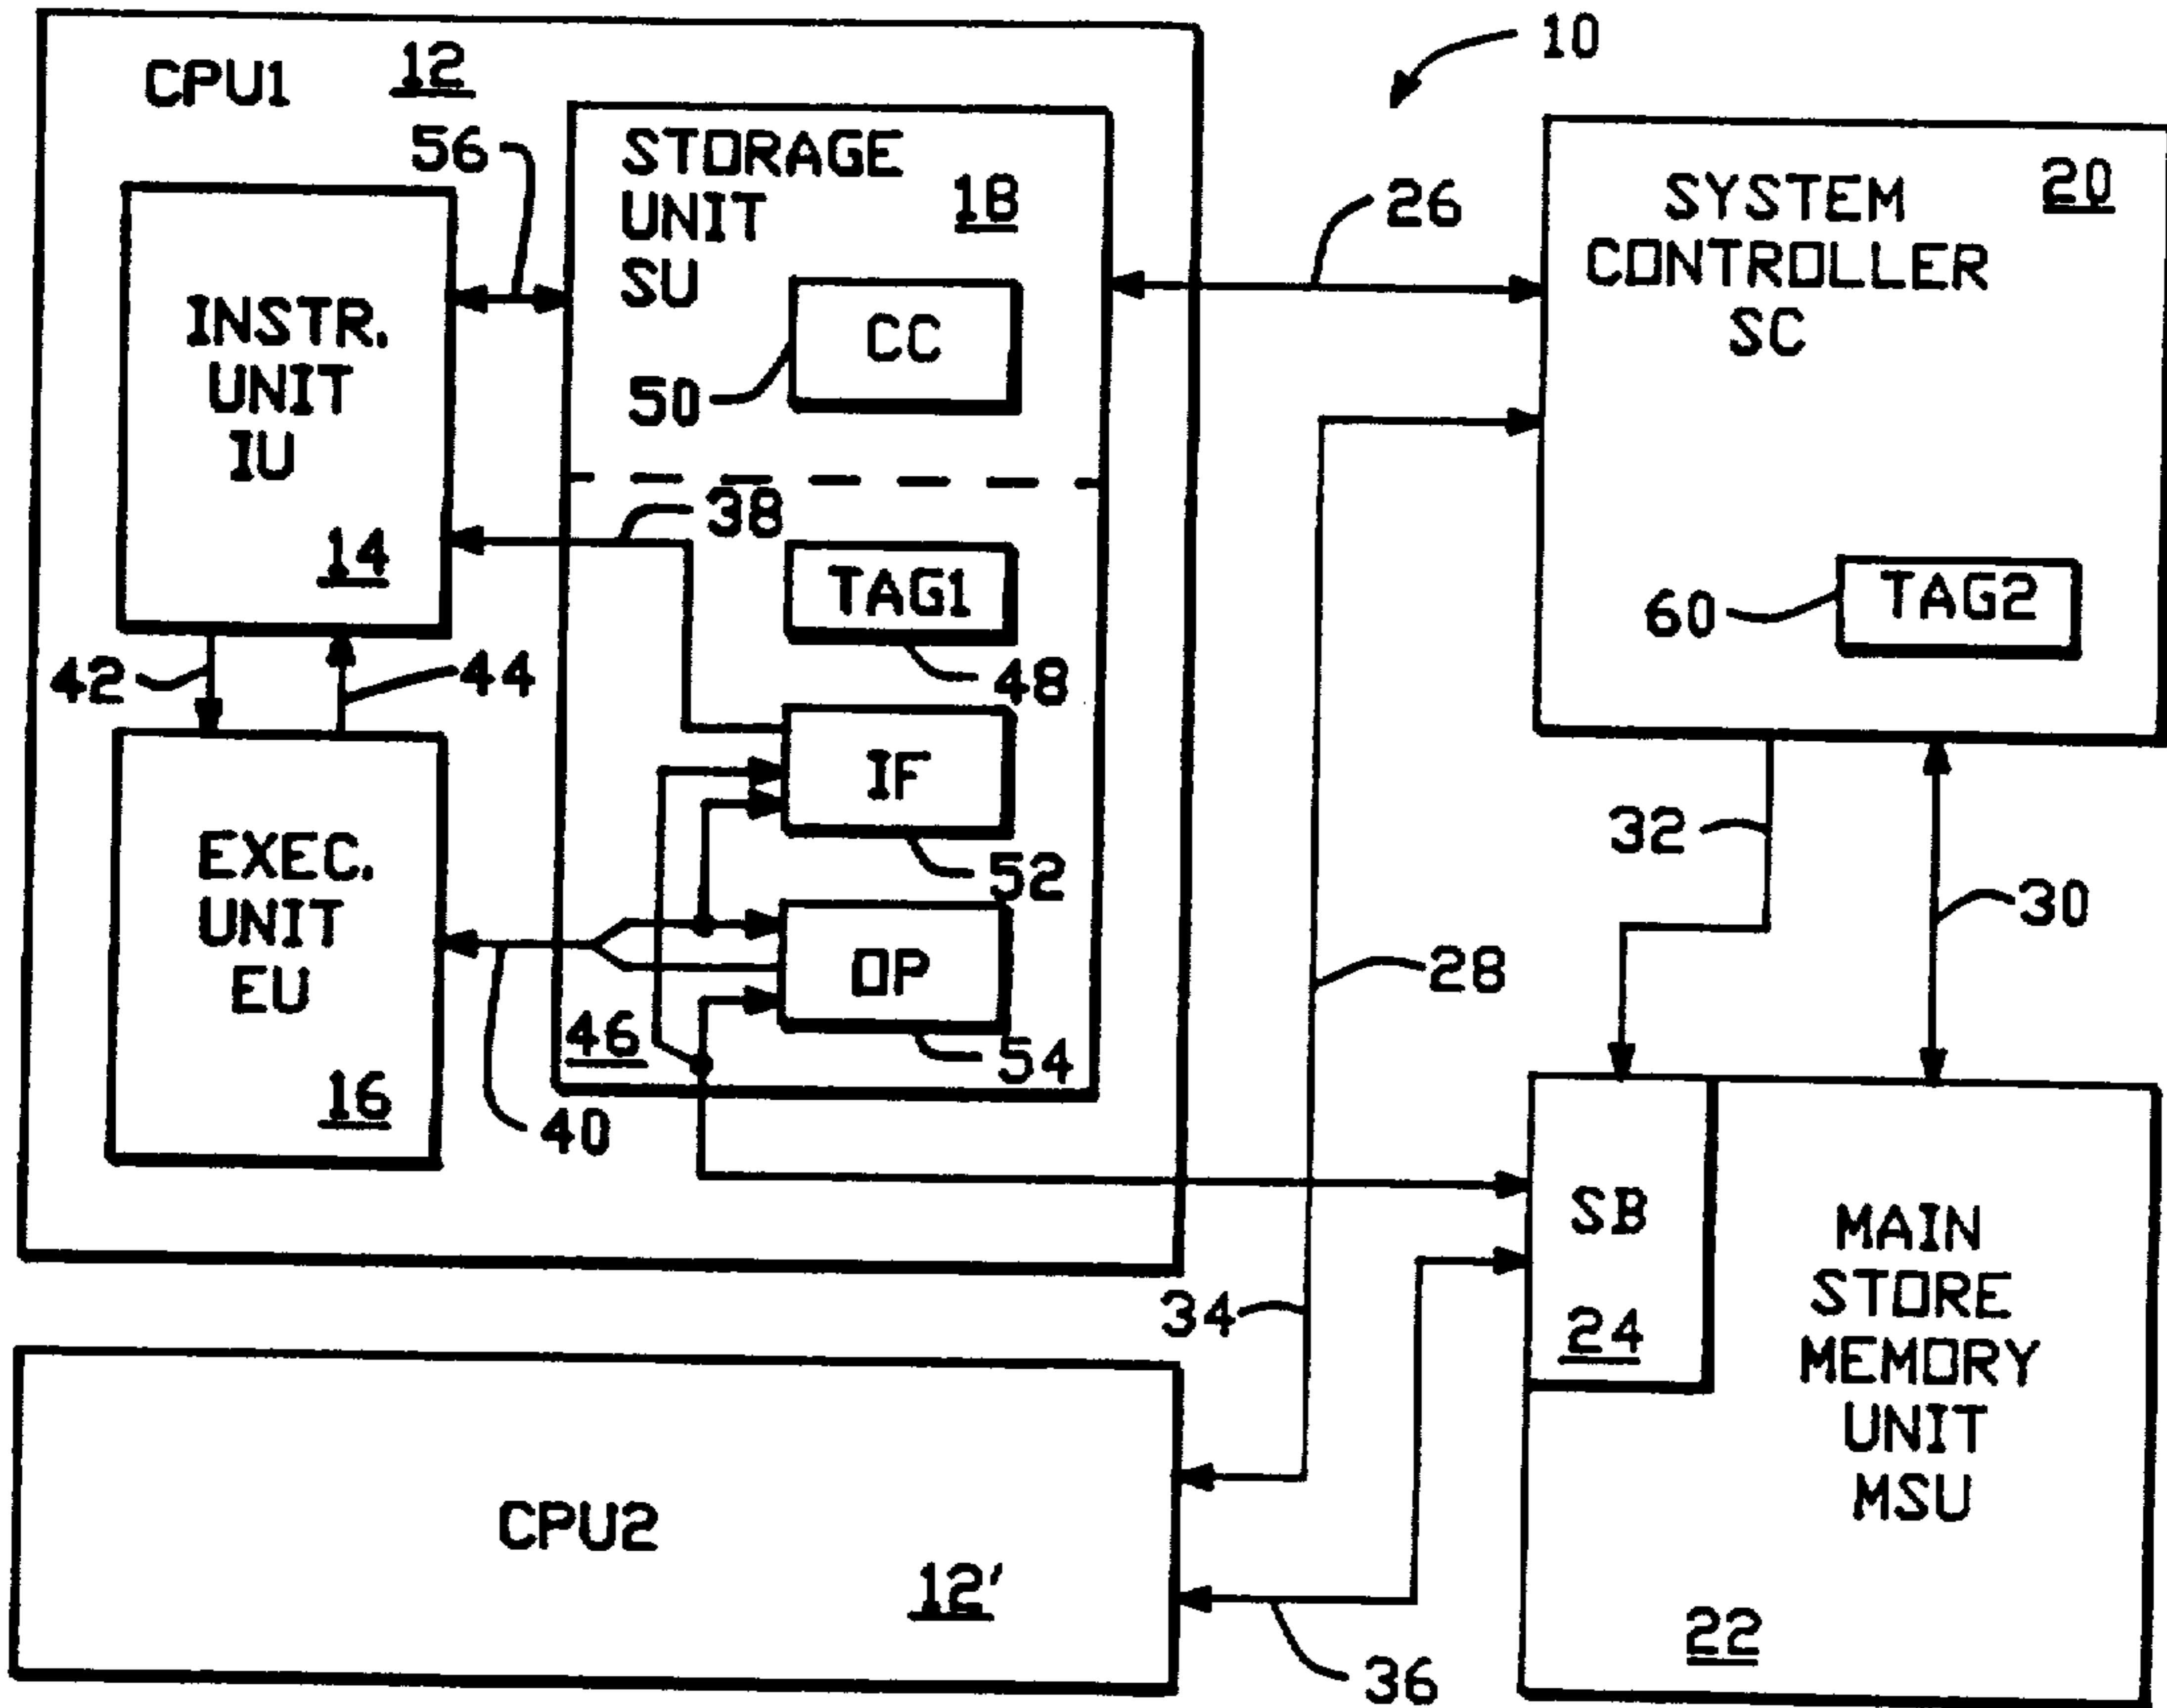 10
CPU1
12
56
STORAGE
UNIT
SU
18
CC
50
INSTR.
UNIT
IU
14
38
TAG1
48
42
44
IF
52
EXEC.
UNIT
EU
16
OP
54
46
40
26
SYSTEM
CONTROLLER
SC
20
60
TAG2
32
30
28
34
SB
24
MAIN
STORE
MEMORY
UNIT
MSU
22
CPU2
12'
36